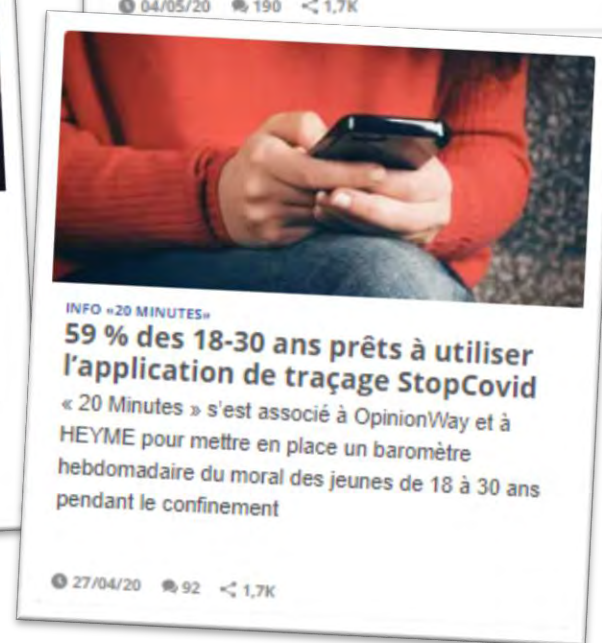 04/05/20 190 1,7K
INFO «20 MINUTES»
59 % des 18-30 ans prêts à utiliser
l'application de traçage StopCovid
« 20 Minutes » s'est associé à OpinionWay et à
HEYME pour mettre en place un baromètre
hebdomadaire du moral des jeunes de 18 à 30 ans
pendant le confinement
27/04/20 92 1,7K